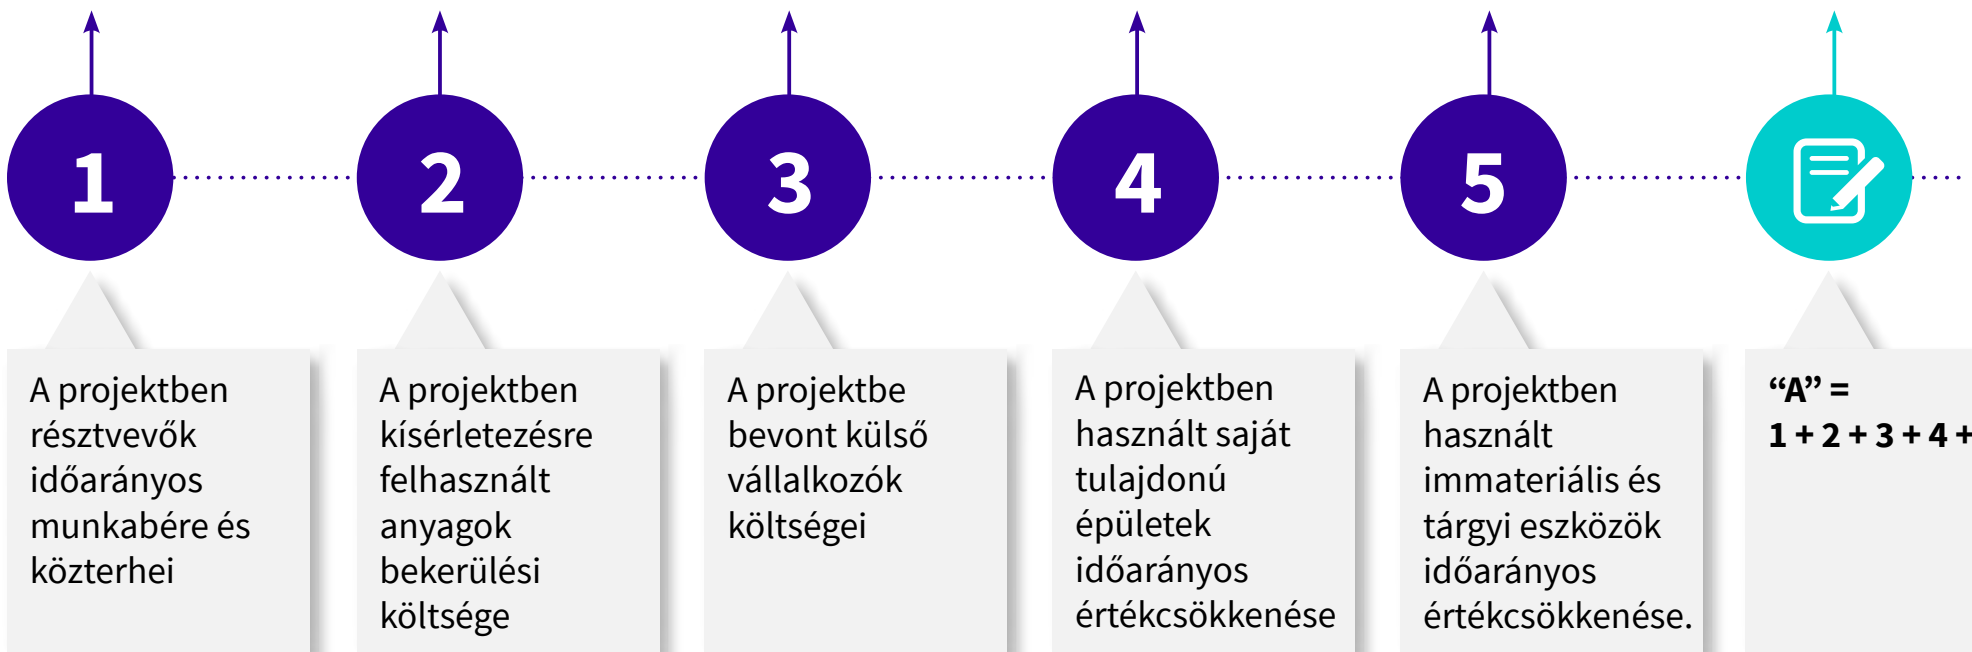 1
2
3
4
5
A projektben
résztvevők
időarányos
munkabére és
közterhei
A projektben
kísérletezésre
felhasznált
anyagok
bekerülési
költsége
A projektbe
bevont külső
vállalkozók
költségei
A projektben
használt saját
tulajdonú
épületek
időarányos
értékcsökkenése
A projektben
használt
immateriális és
tárgyi eszközök
időarányos
értékcsökkenése.
“A” =
1 + 2 + 3 + 4 +